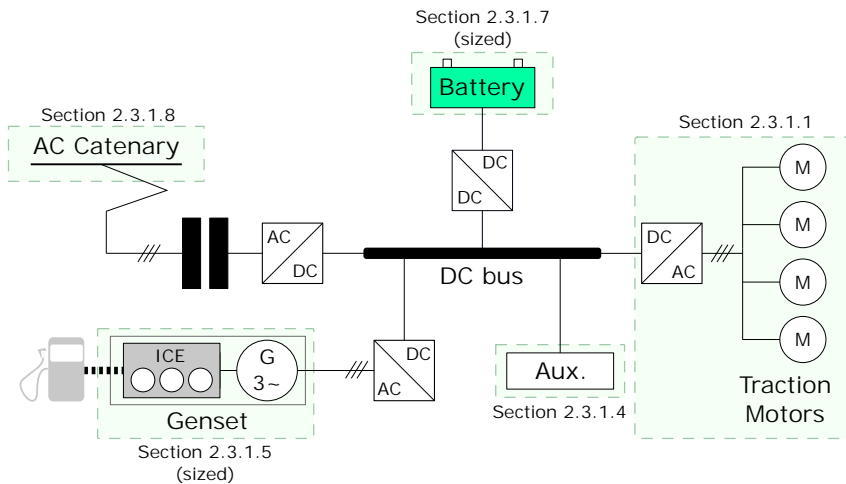 Section 2.3.1.7
(sized)
Battery
Section 2.3.1.8
AC Catenary
Section 2.3.1.1
DC
DC
M
M
M
M
AC
DC
DC bus
DC
AC
ICE
G
3~
Genset
DC
AC
Aux.
Section 2.3.1.4
Traction
Motors
Section 2.3.1.5
(sized)